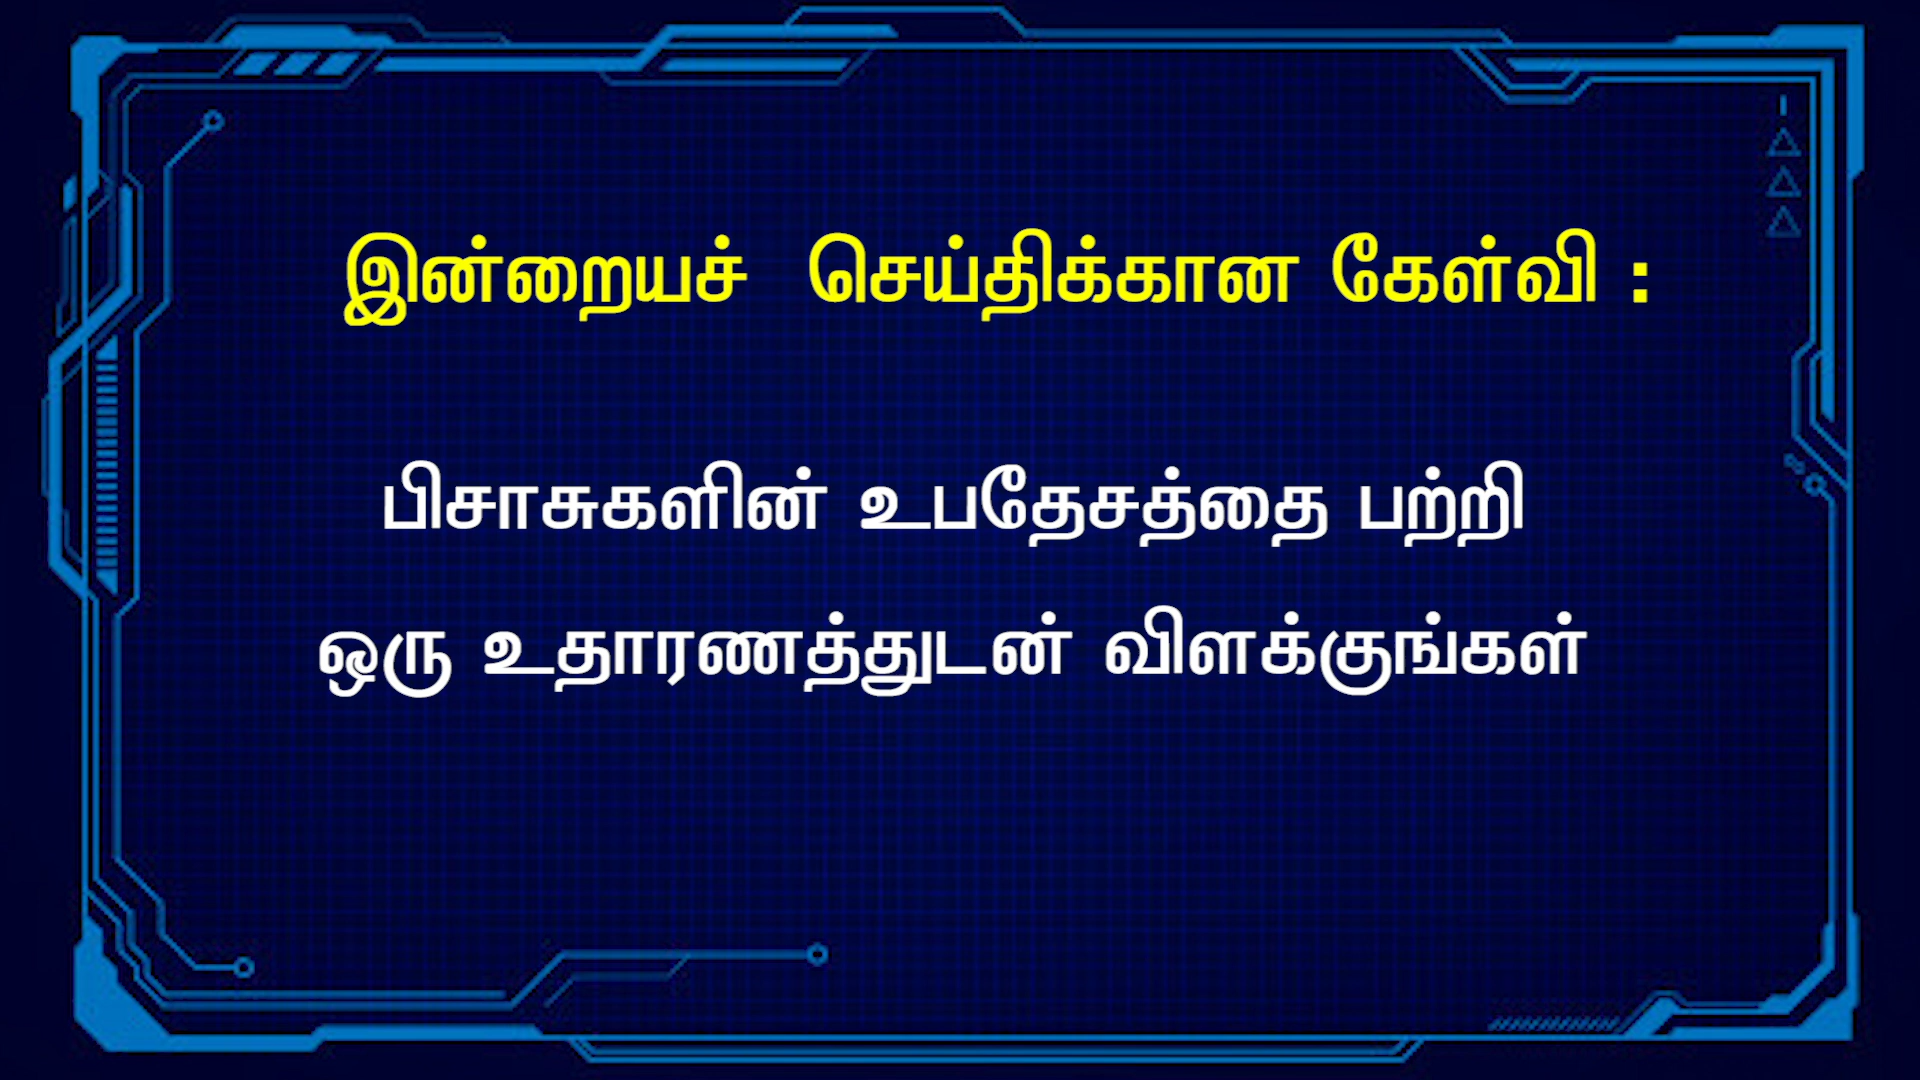 இன்றையச் செய்திக்கான கேள்வி :
பிசாசுகளின் உபதேசத்தை பற்றி
ஒரு உதாரணத்துடன் விளக்குங்கள்